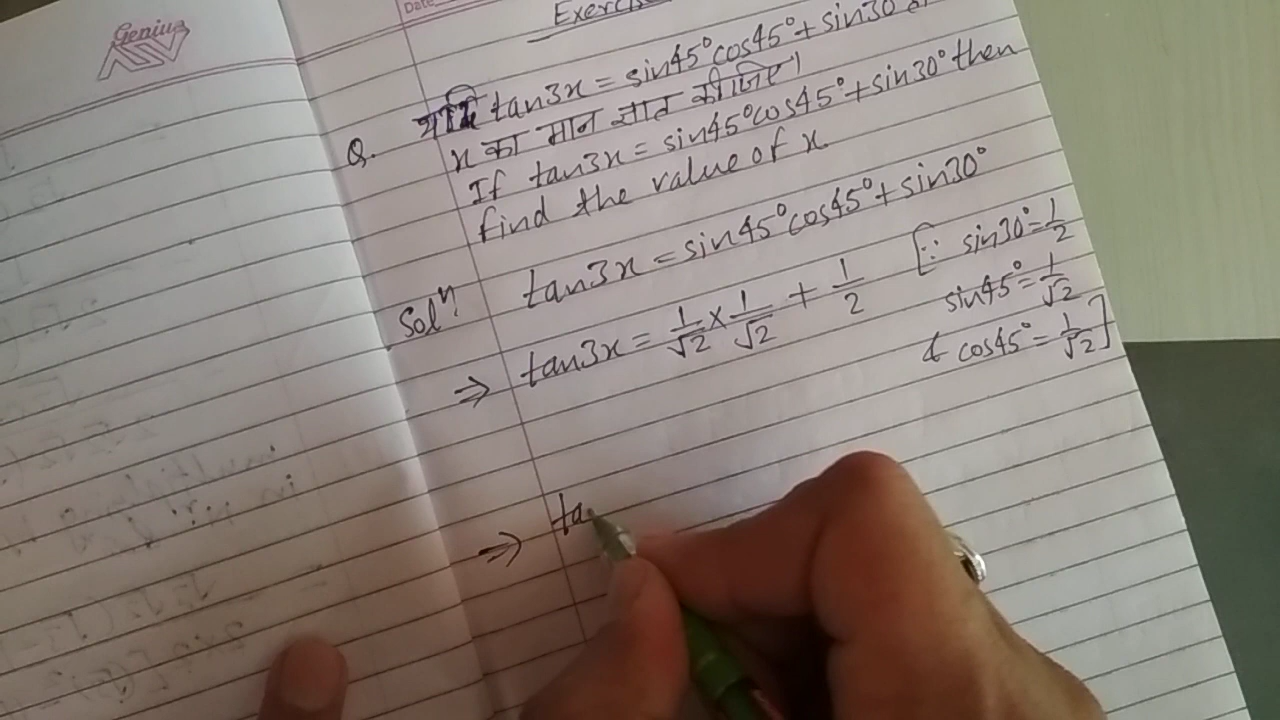 Genius
Date
Exercise
Q. यदि tan3x = sin45°cos45° + sin30°
x का मान ज्ञात कीजिए।
If tan3x = sin45°cos45° + sin30° then
find the value of x.
Solⁿ: tan3x = sin45°cos45° + sin30°
⇒ tan3x = 1/√2 × 1/√2 + 1/2 [∵ sin30° = 1/2
sin45° = 1/√2
& cos45° = 1/√2]
⇒ ta